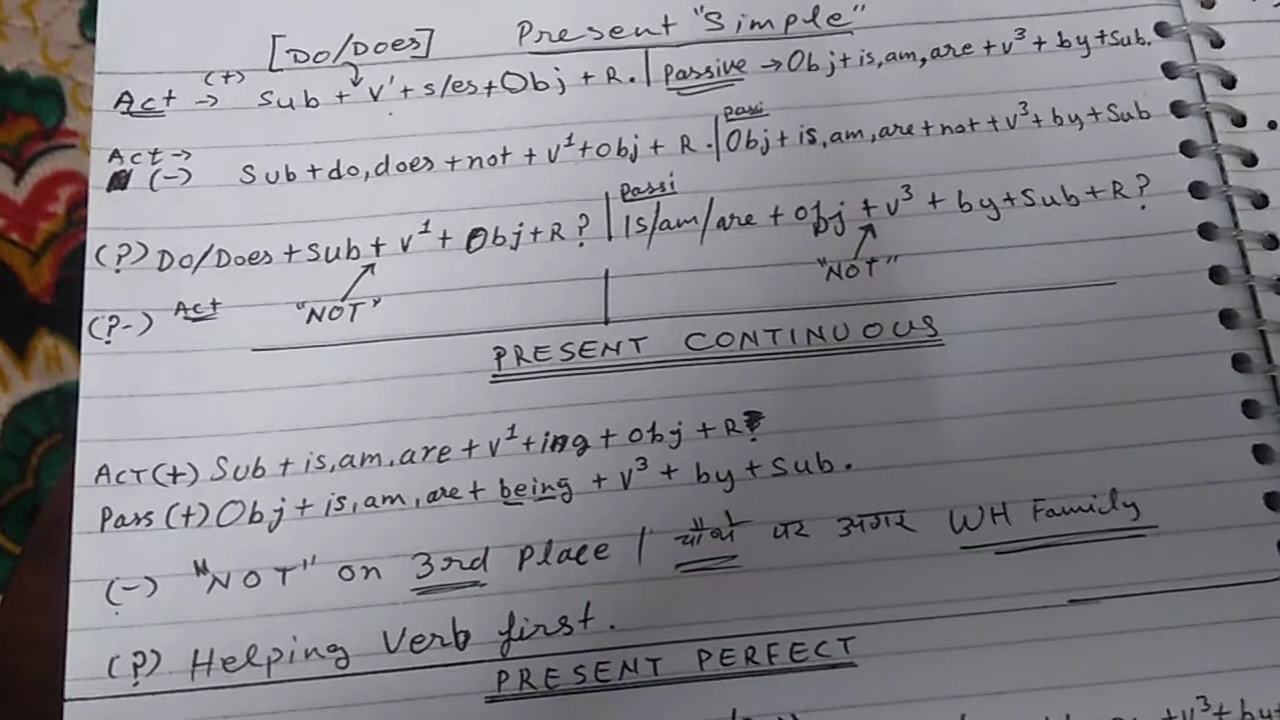 [Do/Does] Present "Simple"
(+)
Act → Sub + V' + s/es + Obj + R. | Passive → Obj + is, am, are + V³ + by + Sub.
Act → Passi
(-) Sub + do, does + not + V¹ + Obj + R. | Obj + is, am, are + not + V³ + by + Sub
Passi
(?) Do/Does + Sub + V¹ + Obj + R? | Is/am/are + Obj + V³ + by + Sub + R?
(?-) Act "NOT" "NOT"
PRESENT CONTINUOUS
ACT (+) Sub + is, am, are + V¹ + ing + Obj + R
Pass (+) Obj + is, am, are + being + V³ + by + Sub.
(-) "NOT" on 3rd Place | पर अगर WH Family
(?) Helping Verb first.
PRESENT PERFECT
+ V³ + by